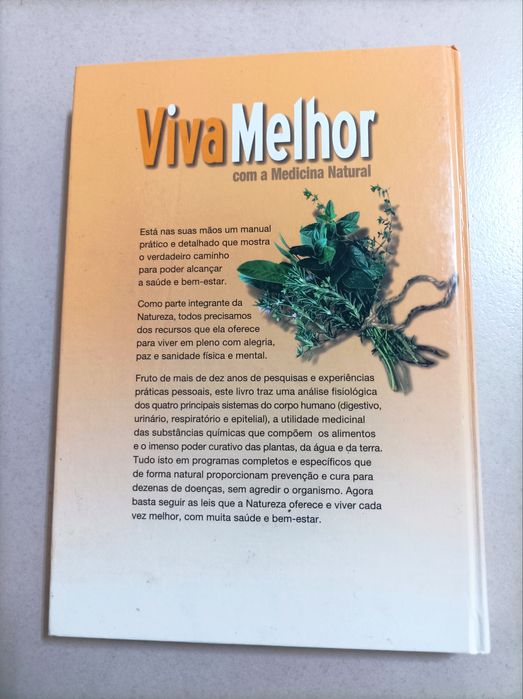 Viva Melhor
com a Medicina Natural
Está nas suas mãos um manual
prático e detalhado que mostra
o verdadeiro caminho
para poder alcançar
a saúde e bem-estar.
Como parte integrante da
Natureza, todos precisamos
dos recursos que ela oferece
para viver em pleno com alegria,
paz e sanidade física e mental.
Fruto de mais de dez anos de pesquisas e experiências
práticas pessoais, este livro traz uma análise fisiológica
dos quatro principais sistemas do corpo humano (digestivo,
urinário, respiratório e epitelial), a utilidade medicinal
das substâncias químicas que compõem os alimentos
e o imenso poder curativo das plantas, da água e da terra.
Tudo isto em programas completos e específicos que
de forma natural proporcionam prevenção e cura para
dezenas de doenças, sem agredir o organismo. Agora
basta seguir as leis que a Natureza oferece e viver cada
vez melhor, com muita saúde e bem-estar.